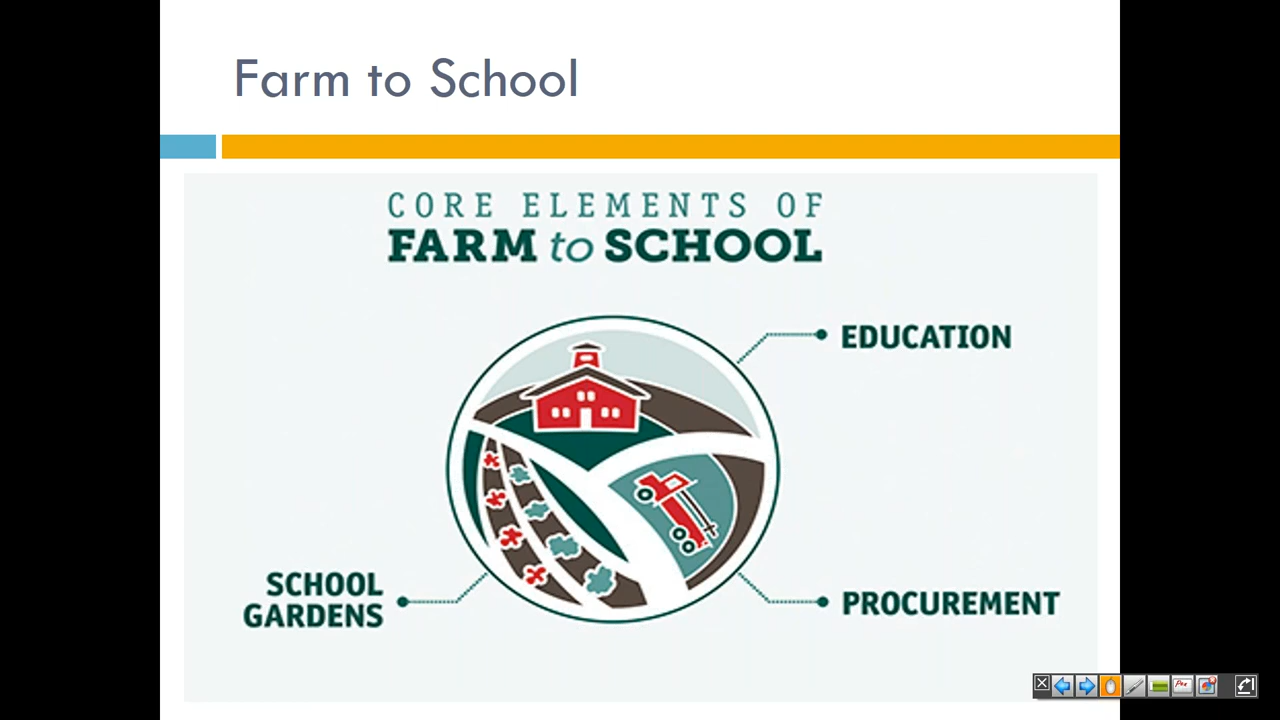 Farm to School
CORE ELEMENTS OF
FARM to SCHOOL
EDUCATION
SCHOOL
GARDENS
PROCUREMENT